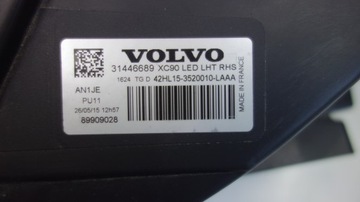 VOLVO
31446689 XC90 LED LHT RHS
1624 TG D 42HL15-3520010-LAAA
AN1JE
PU11
26/05/15 12h57
89909028
MADE IN FRANCE